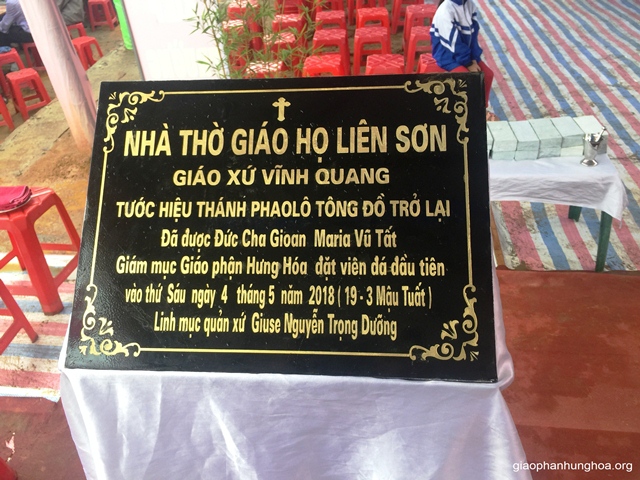 NHÀ THỜ GIÁO HỌ LIÊN SƠN
GIÁO XỨ VĨNH QUANG
TƯỚC HIỆU THÁNH PHAOLÔ TÔNG ĐỒ TRỞ LẠI
Đã được Đức Cha Gioan Maria Vũ Tất
Giám mục Giáo phận Hưng Hóa đặt viên đá đầu tiên
vào thứ Sáu ngày 4 tháng 5 năm 2018 ( 19 - 3 Mậu Tuất )
Linh mục quản xứ Giuse Nguyễn Trọng Dưỡng
giaophanhunghoa.org